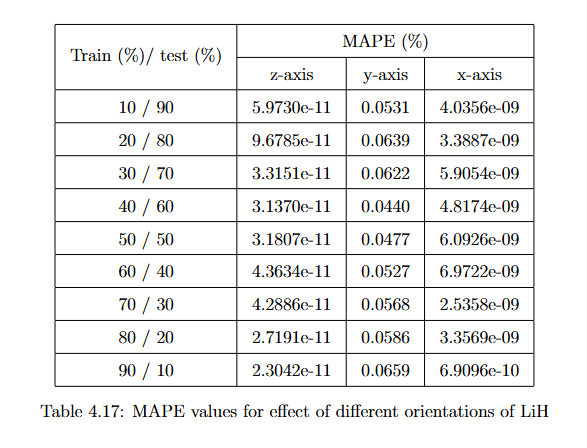 Train (%)/ test (%) MAPE (%)
z-axis y-axis x-axis
10 / 90 5.9730e-11 0.0531 4.0356e-09
20 / 80 9.6785e-11 0.0639 3.3887e-09
30 / 70 3.3151e-11 0.0622 5.9054e-09
40 / 60 3.1370e-11 0.0440 4.8174e-09
50 / 50 3.1807e-11 0.0477 6.0926e-09
60 / 40 4.3634e-11 0.0527 6.9722e-09
70 / 30 4.2886e-11 0.0568 2.5358e-09
80 / 20 2.7191e-11 0.0586 3.3569e-09
90 / 10 2.3042e-11 0.0659 6.9096e-10
Table 4.17: MAPE values for effect of different orientations of LiH